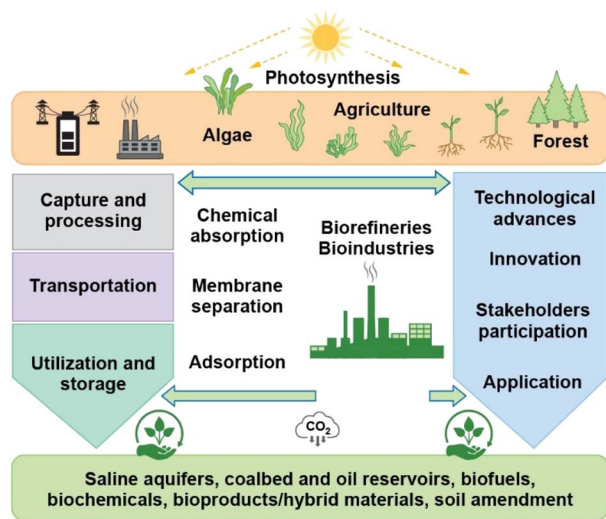 Photosynthesis
Agriculture
Algae
Forest
Capture and
processing
Transportation
Utilization and
storage
Chemical
absorption
Membrane
separation
Adsorption
Biorefineries
Bioindustries
CO2
Technological
advances
Innovation
Stakeholders
participation
Application
Saline aquifers, coalbed and oil reservoirs, biofuels,
biochemicals, bioproducts/hybrid materials, soil amendment